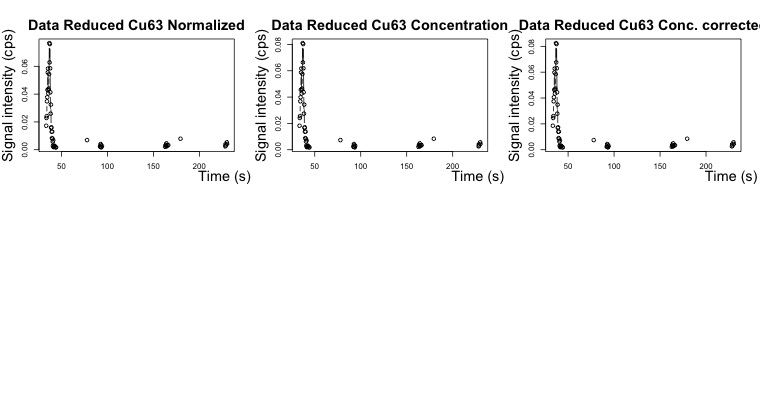 Data Reduced Cu63 Normalized
Signal intensity (cps)
0.00 0.02 0.04 0.06
50 100 150 200
Time (s)
Data Reduced Cu63 Concentration
Signal intensity (cps)
0.00 0.02 0.04 0.06 0.08
50 100 150 200
Time (s)
Data Reduced Cu63 Conc. corrected
Signal intensity (cps)
0.00 0.02 0.04 0.06 0.08
50 100 150 200
Time (s)